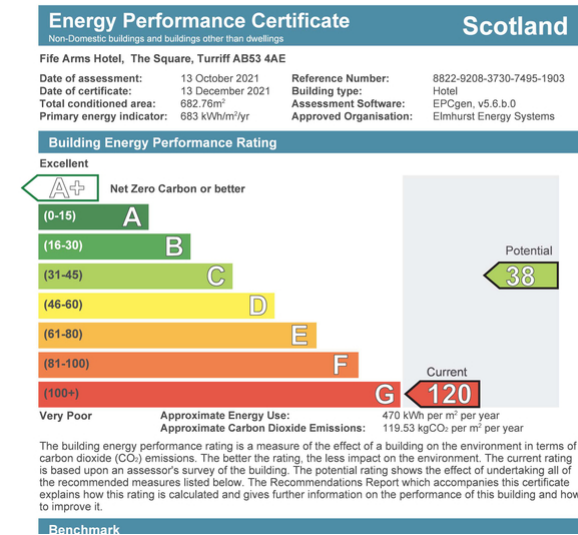 Energy Performance Certificate
Scotland
Non-Domestic buildings and buildings other than dwellings
Fife Arms Hotel, The Square, Turriff AB53 4AE
Date of assessment: 13 October 2021 Reference Number: 8822-9208-3730-7495-1903
Date of certificate: 13 December 2021 Building type: Hotel
Total conditioned area: 682.76m² Assessment Software: EPCgen, v5.6.b.0
Primary energy indicator: 683 kWh/m²/yr Approved Organisation: Elmhurst Energy Systems
Building Energy Performance Rating
Excellent
A+ Net Zero Carbon or better
(0-15) A
(16-30) B
Potential
(31-45) C 38
(46-60) D
(61-80) E
(81-100) F
Current
(100+) G 120
Very Poor Approximate Energy Use: 470 kWh per m² per year
Approximate Carbon Dioxide Emissions: 119.53 kgCO₂ per m² per year
The building energy performance rating is a measure of the effect of a building on the environment in terms of
carbon dioxide (CO₂) emissions. The better the rating, the less impact on the environment. The current rating
is based upon an assessor's survey of the building. The potential rating shows the effect of undertaking all of
the recommended measures listed below. The Recommendations Report which accompanies this certificate
explains how this rating is calculated and gives further information on the performance of this building and how
to improve it.
Benchmark